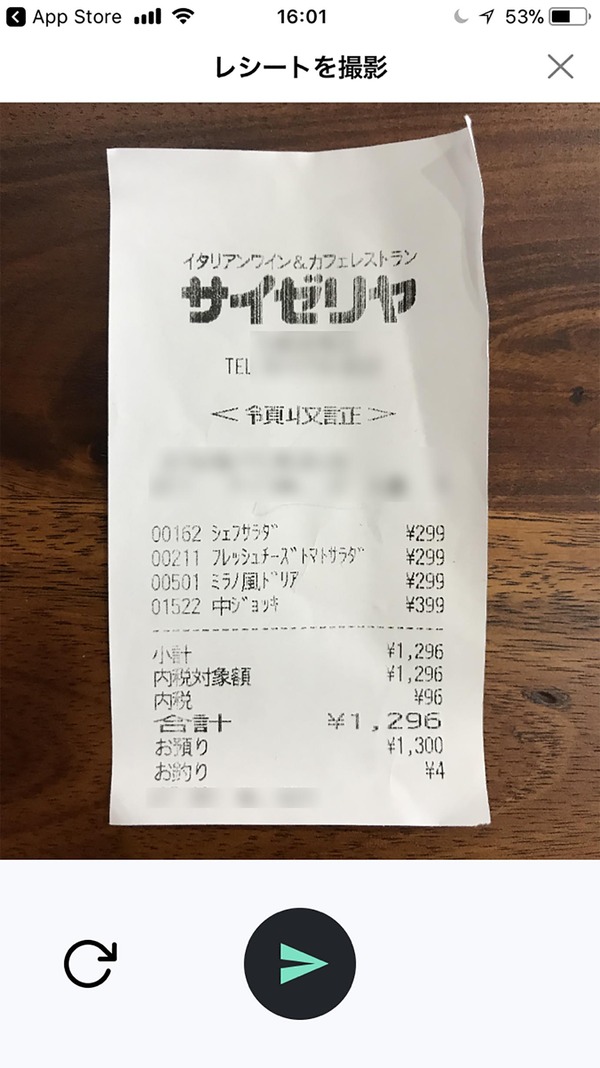 App Store 16:01 53%
レシートを撮影
イタリアンワイン&カフェレストラン
サイゼリヤ
TEL
<領収証>
00162 シェフサラダ ¥299
00211 フレッシュチーズトマトサラダ ¥299
00501 ミラノ風ドリア ¥299
01522 中ジョッキ ¥399
小計 ¥1,296
内税対象額 ¥1,296
内税 ¥96
合計 ¥1,296
お預り ¥1,300
お釣り ¥4